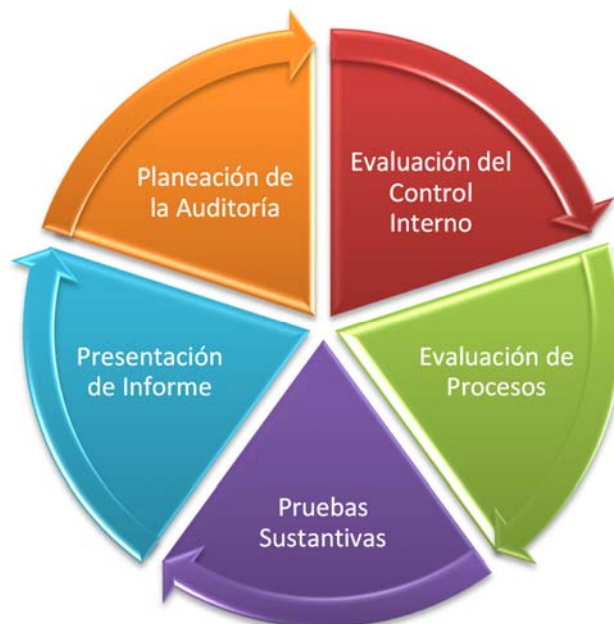 Planeación de
la Auditoría
Evaluación del
Control
Interno
Evaluación de
Procesos
Pruebas
Sustantivas
Presentación
de Informe